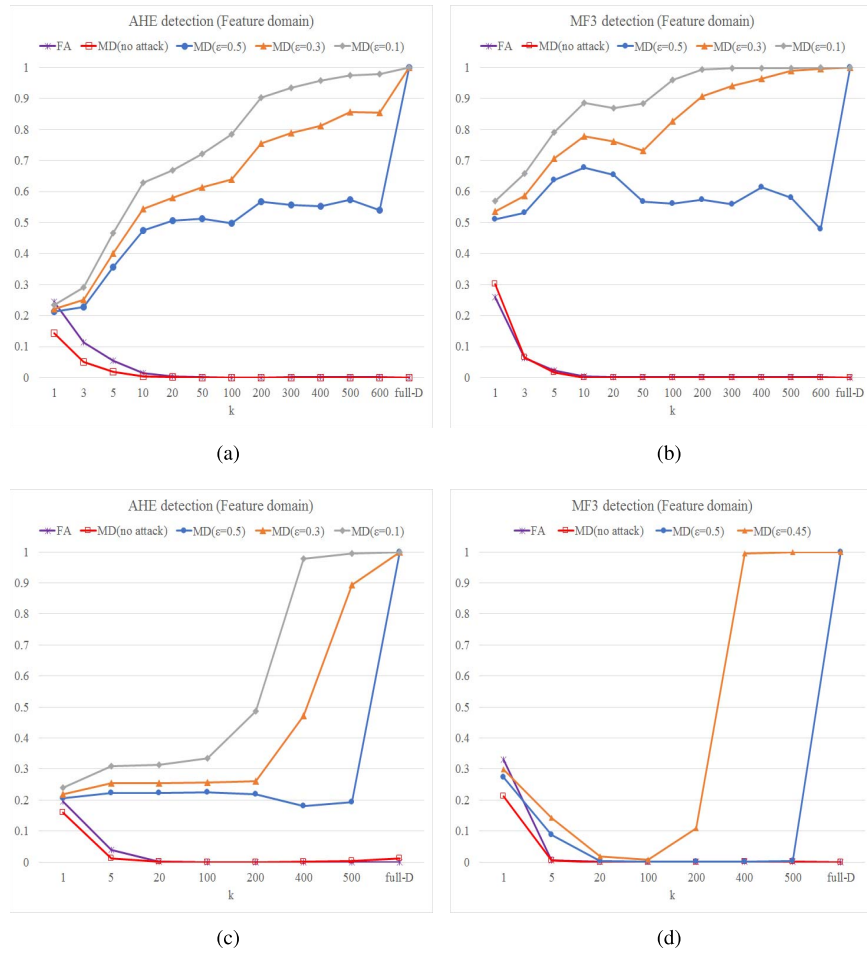 AHE detection (Feature domain)
FA MD(no attack) MD(ε=0.5) MD(ε=0.3) MD(ε=0.1)
1
0.9
0.8
0.7
0.6
0.5
0.4
0.3
0.2
0.1
0
1 3 5 10 20 50 100 200 300 400 500 600 full-D
k
(a)
MF3 detection (Feature domain)
FA MD(no attack) MD(ε=0.5) MD(ε=0.3) MD(ε=0.1)
1
0.9
0.8
0.7
0.6
0.5
0.4
0.3
0.2
0.1
0
1 3 5 10 20 50 100 200 300 400 500 600 full-D
k
(b)
AHE detection (Feature domain)
FA MD(no attack) MD(ε=0.5) MD(ε=0.3) MD(ε=0.1)
1
0.9
0.8
0.7
0.6
0.5
0.4
0.3
0.2
0.1
0
1 5 20 100 200 400 500 full-D
k
(c)
MF3 detection (Feature domain)
FA MD(no attack) MD(ε=0.5) MD(ε=0.45)
1
0.9
0.8
0.7
0.6
0.5
0.4
0.3
0.2
0.1
0
1 5 20 100 200 400 500 full-D
k
(d)